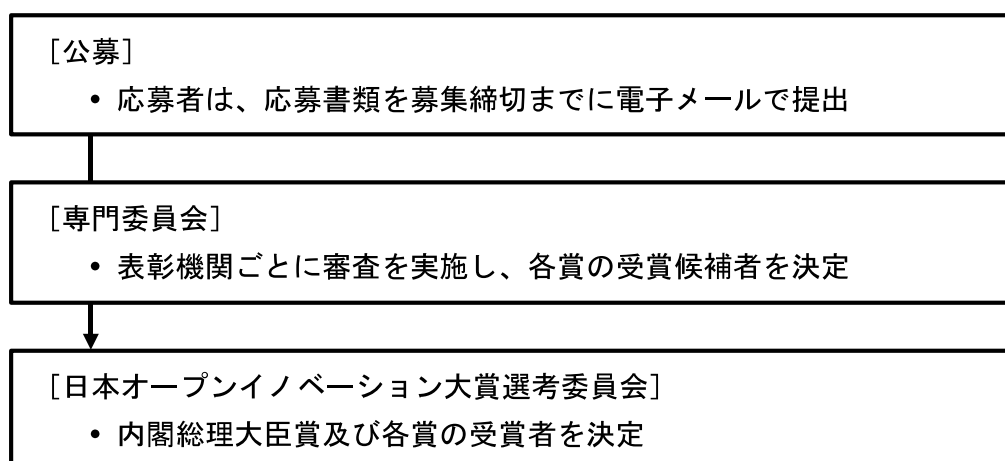 ［公募］
• 応募者は、応募書類を募集締切までに電子メールで提出
［専門委員会］
• 表彰機関ごとに審査を実施し、各賞の受賞候補者を決定
［日本オープンイノベーション大賞選考委員会］
• 内閣総理大臣賞及び各賞の受賞者を決定